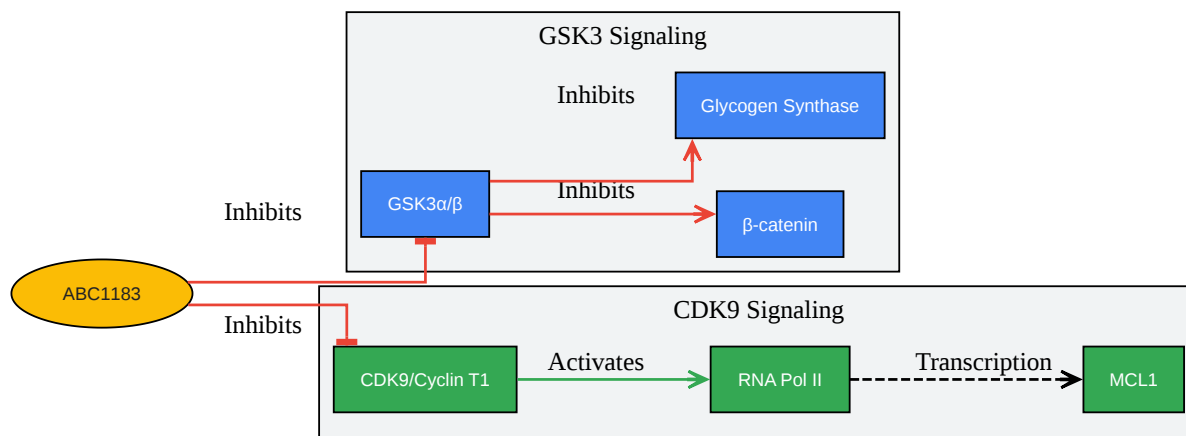 GSK3 Signaling
Inhibits
Glycogen Synthase
Inhibits
GSK3α/β
Inhibits
β-catenin
ABC1183
Inhibits
CDK9 Signaling
CDK9/Cyclin T1
Activates
RNA Pol II
Transcription
MCL1